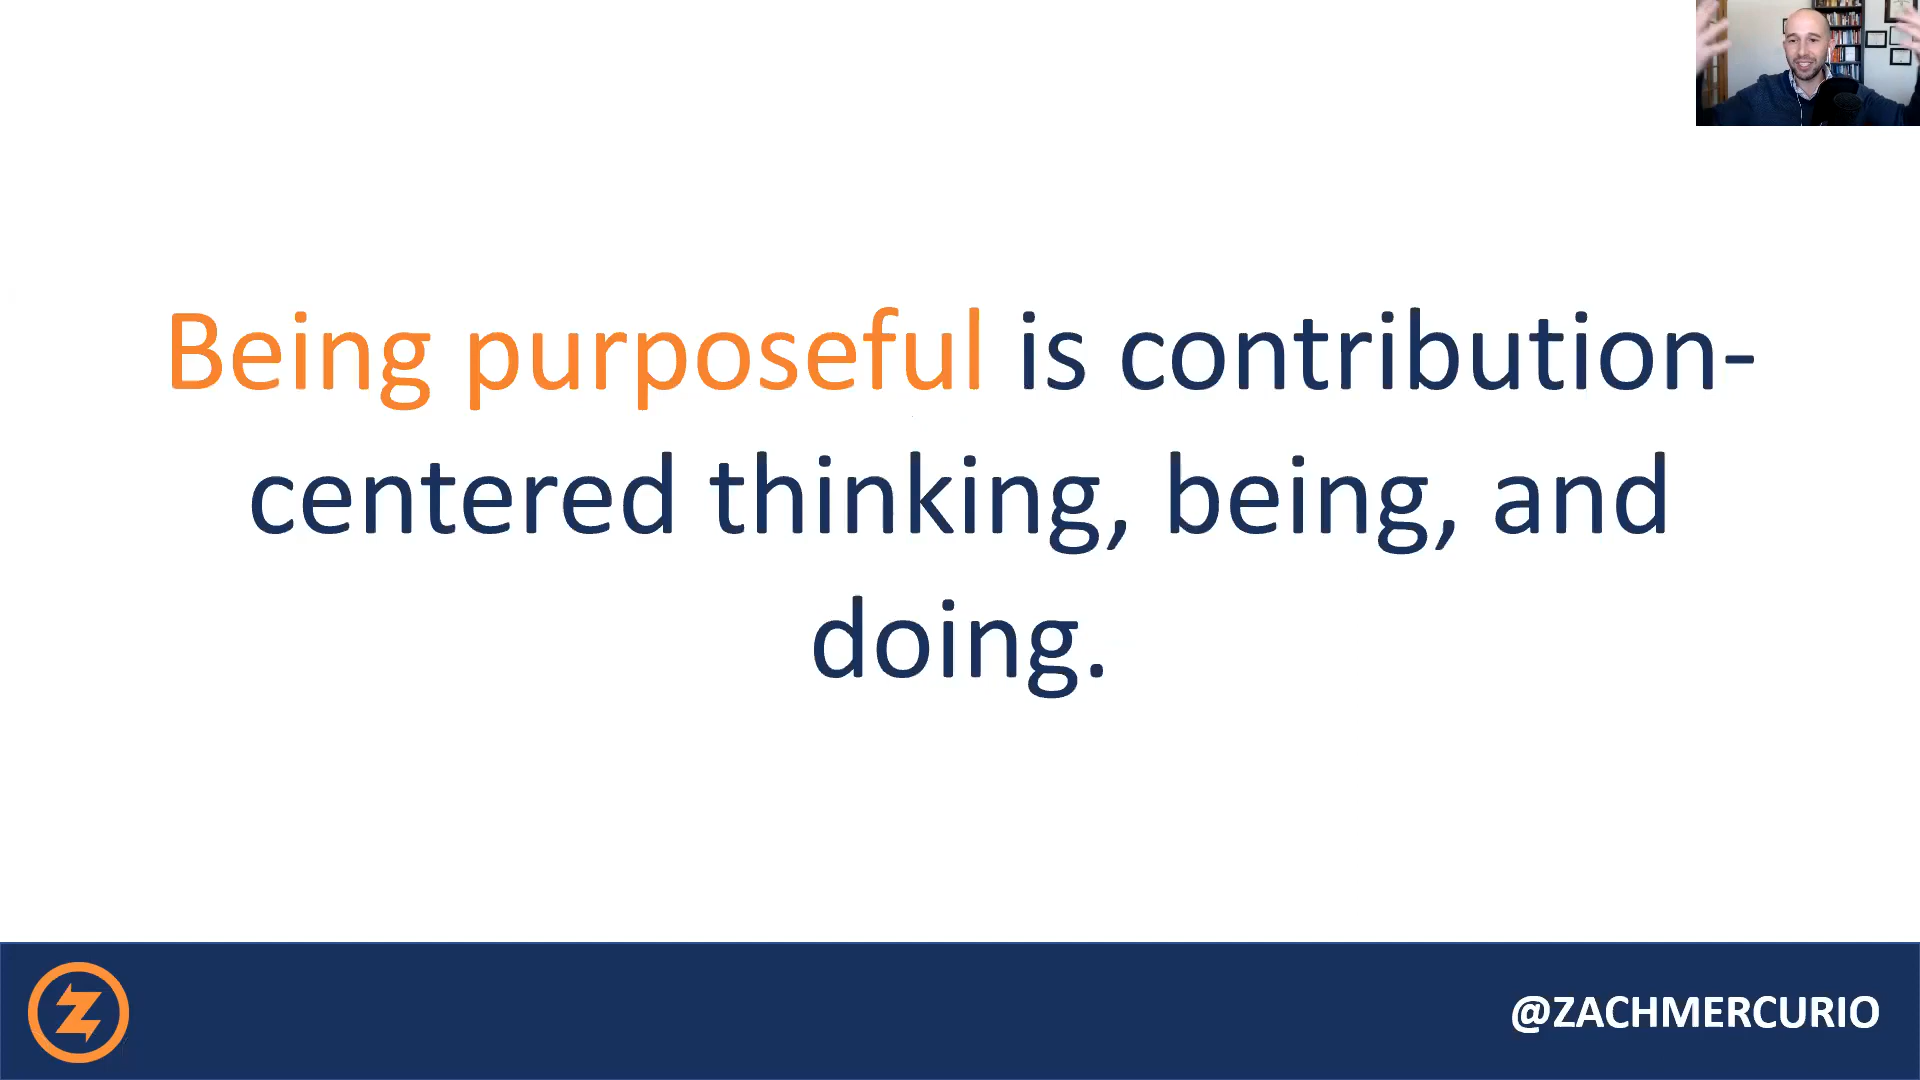 Being purposeful is contribution-
centered thinking, being, and
doing.
@ZACHMERCURIO